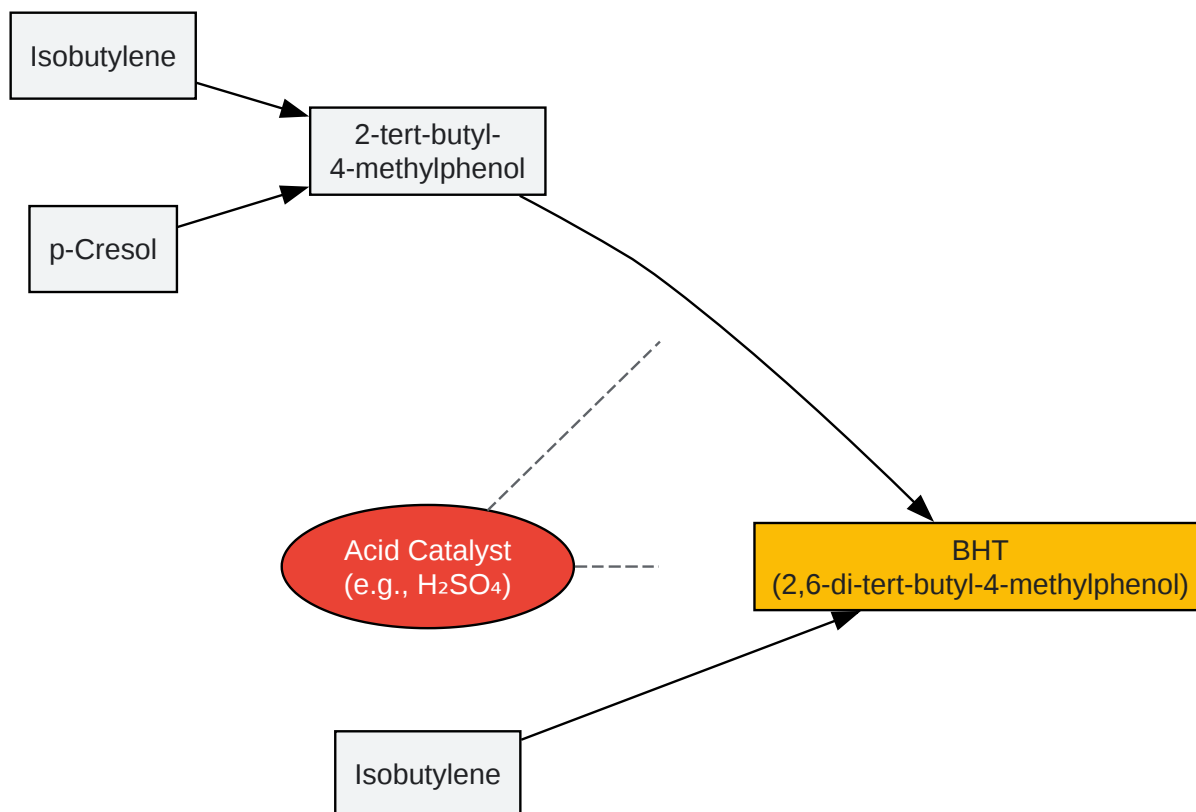 Isobutylene
2-tert-butyl-
4-methylphenol
p-Cresol
Acid Catalyst
(e.g., H₂SO₄)
BHT
(2,6-di-tert-butyl-4-methylphenol)
Isobutylene